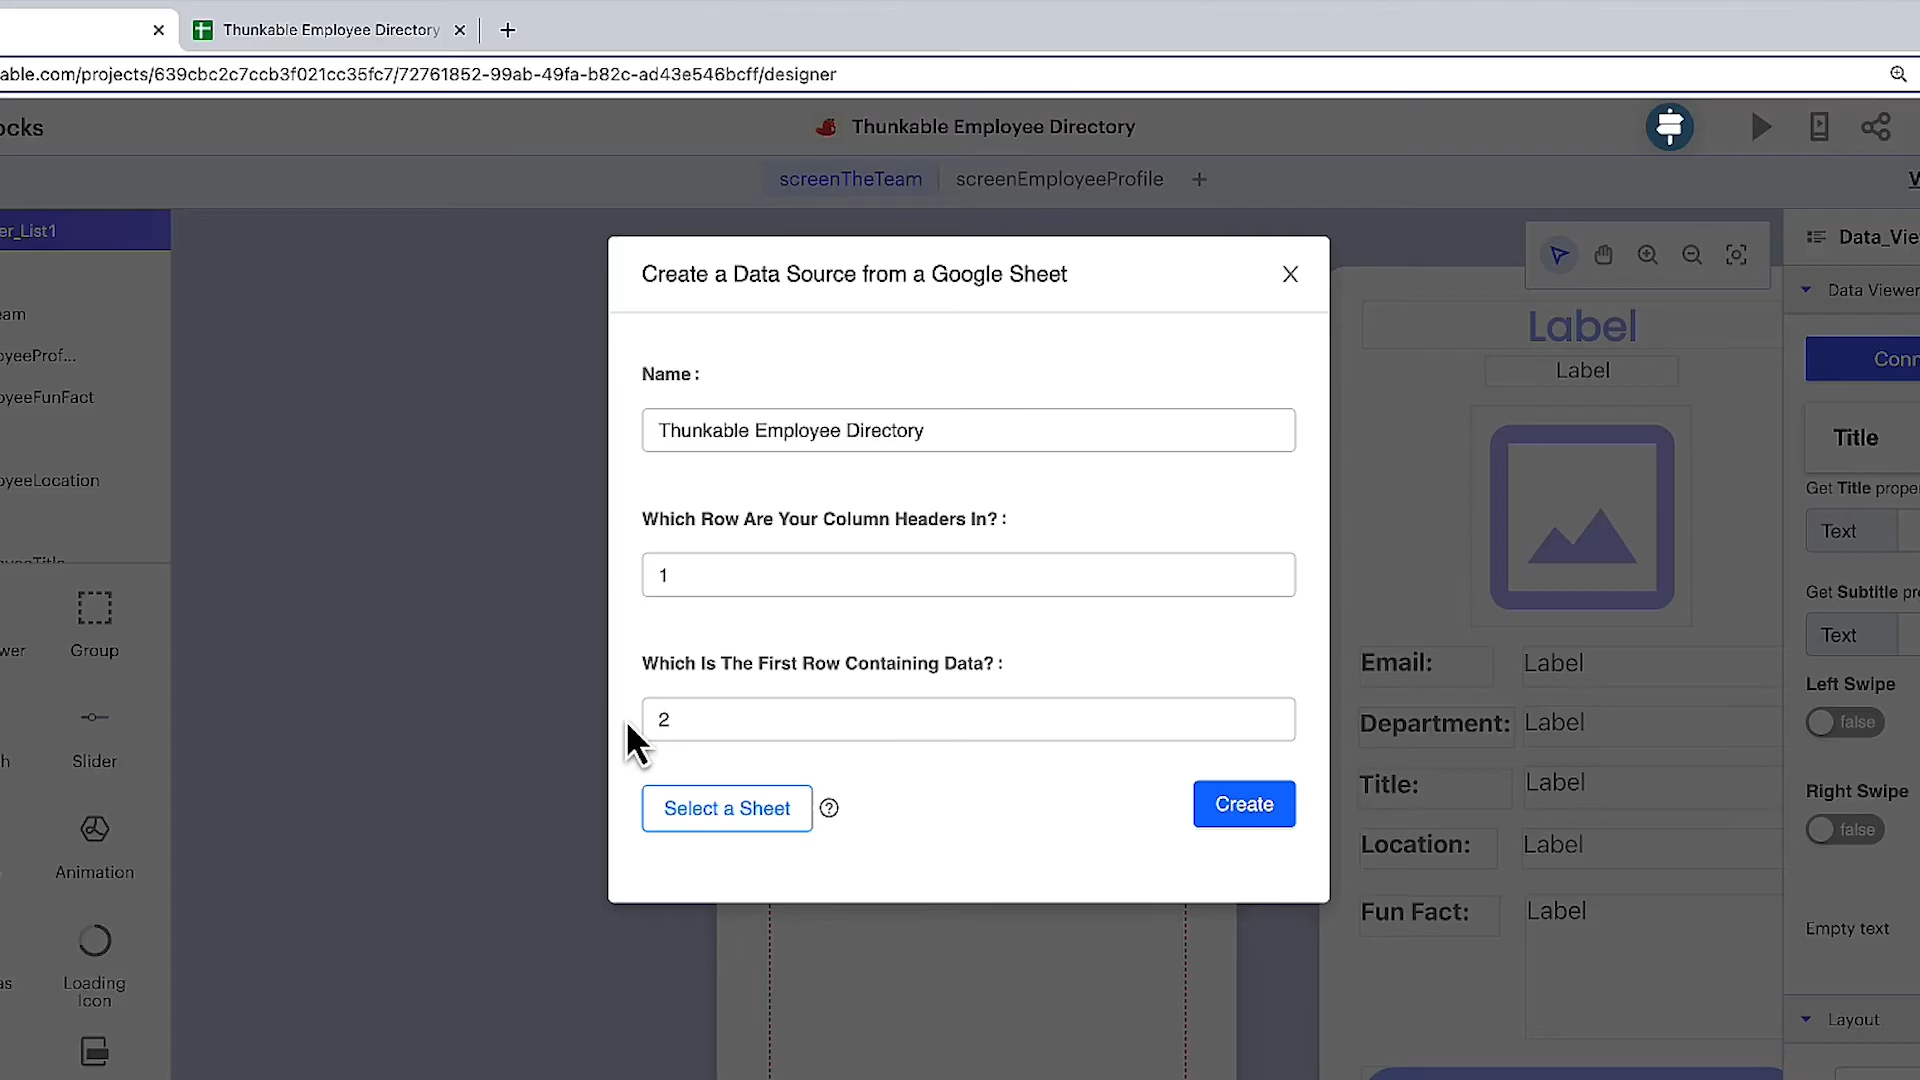 Thunkable Employee Directory
able.com/projects/639cbc2c7ccb3f021cc35fc7/72761852-99ab-49fa-b82c-ad43e546bcff/designer
ocks
Thunkable Employee Directory
screenTheTeam
screenEmployeeProfile
er_List1
eam
oyeeProf...
oyeeFunFact
oyeeLocation
wer
Group
h
Slider
Animation
as
Loading
Icon
Create a Data Source from a Google Sheet
Name :
Thunkable Employee Directory
Which Row Are Your Column Headers In? :
1
Which Is The First Row Containing Data? :
2
Select a Sheet
Create
Label
Label
Email: Label
Department: Label
Title: Label
Location: Label
Fun Fact: Label
Data_Vie
Data Viewer
Conn
Title
Get Title proper
Text
Get Subtitle pro
Text
Left Swipe
false
Right Swipe
false
Empty text
Layout